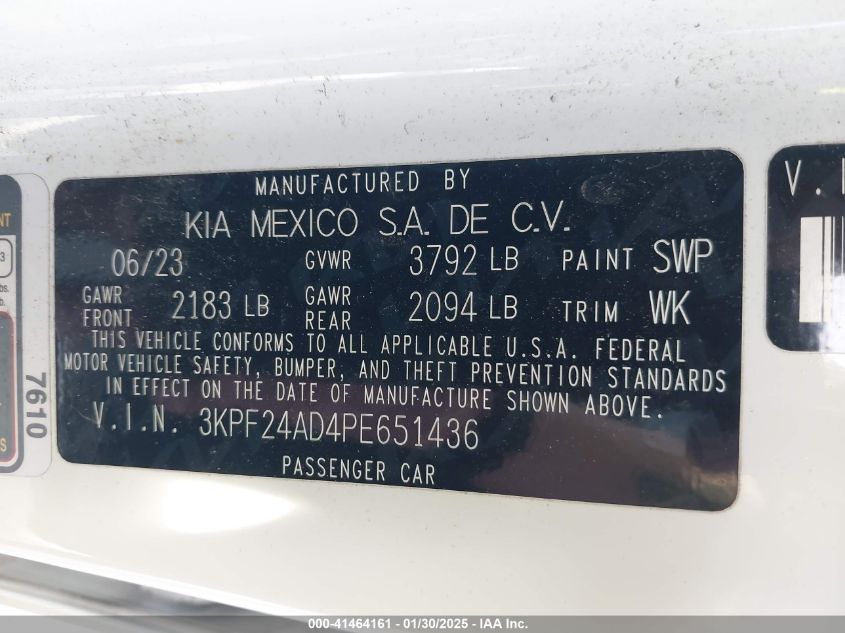 MANUFACTURED BY
KIA MEXICO S.A. DE C.V.
06/23 GVWR 3792 LB PAINT SWP
GAWR FRONT 2183 LB GAWR REAR 2094 LB TRIM WK
THIS VEHICLE CONFORMS TO ALL APPLICABLE U.S.A. FEDERAL
MOTOR VEHICLE SAFETY, BUMPER, AND THEFT PREVENTION STANDARDS
IN EFFECT ON THE DATE OF MANUFACTURE SHOWN ABOVE.
V.I.N. 3KPF24AD4PE651436
PASSENGER CAR
7610
V.I
000-41464161 - 01/30/2025 - IAA Inc.